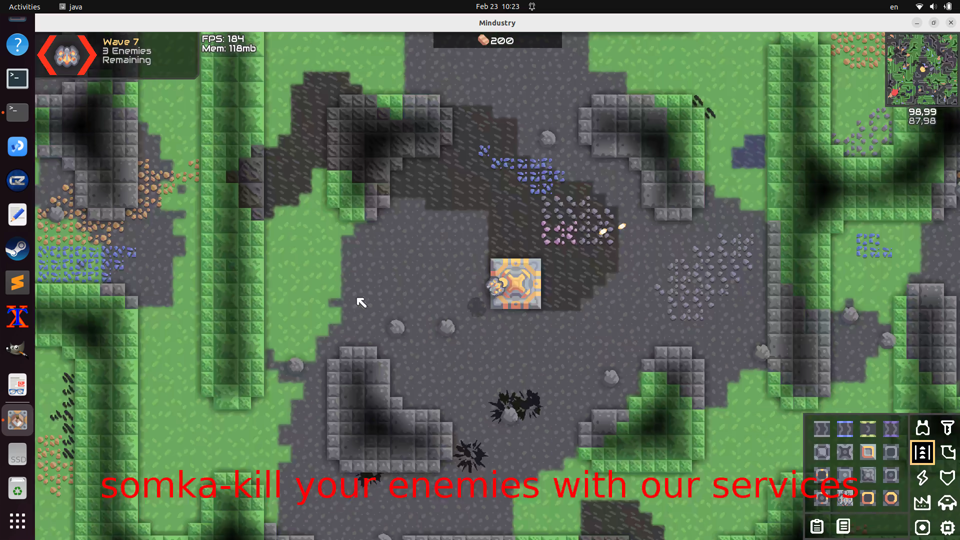 Activities
java
Feb 23 10:23
en
Mindustry
Wave 7
3 Enemies
Remaining
FPS: 184
Mem: 118mb
200
98,99
87,98
SSD
somka-kill your enemies with our services